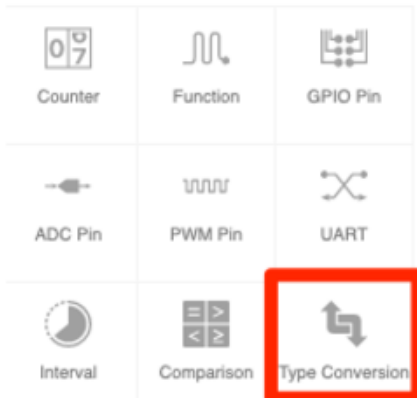 Counter
Function
GPIO Pin
ADC Pin
PWM Pin
UART
Interval
Comparison
Type Conversion